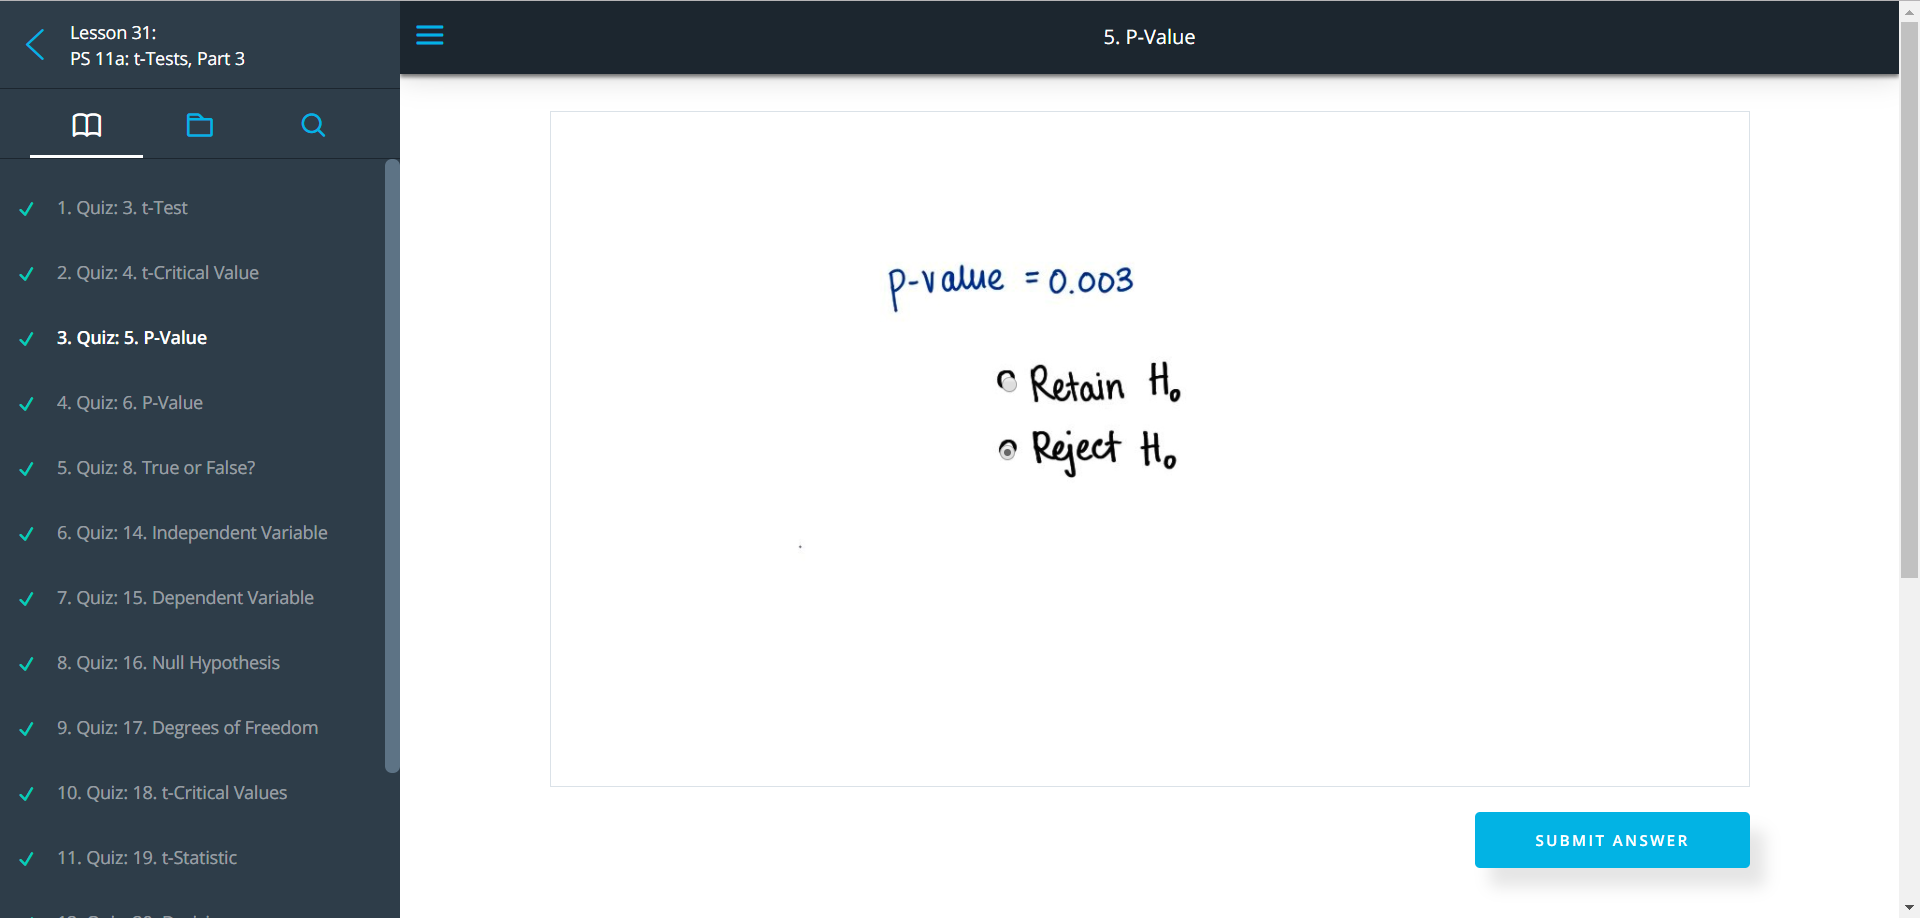 Lesson 31:
PS 11a: t-Tests, Part 3
1. Quiz: 3. t-Test
2. Quiz: 4. t-Critical Value
3. Quiz: 5. P-Value
4. Quiz: 6. P-Value
5. Quiz: 8. True or False?
6. Quiz: 14. Independent Variable
7. Quiz: 15. Dependent Variable
8. Quiz: 16. Null Hypothesis
9. Quiz: 17. Degrees of Freedom
10. Quiz: 18. t-Critical Values
11. Quiz: 19. t-Statistic
5. P-Value
p-value = 0.003
Retain H₀
Reject H₀
SUBMIT ANSWER